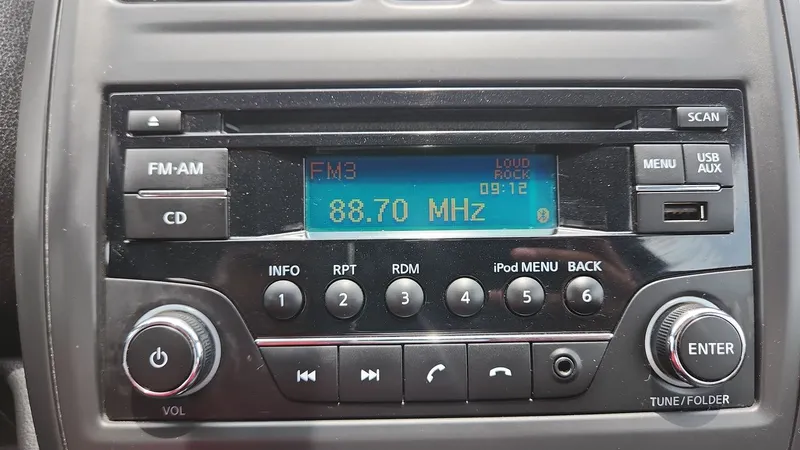 SCAN
FM·AM
CD
FM3
LOUD
ROCK
09:12
88.70 MHz
MENU
USB
AUX
INFO
RPT
RDM
iPod MENU
BACK
1
2
3
4
5
6
VOL
ENTER
TUNE/FOLDER